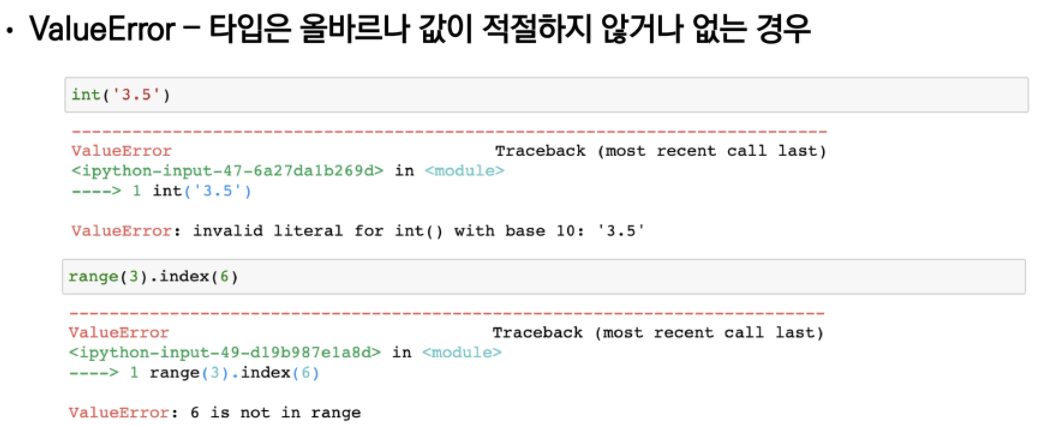 • ValueError – 타입은 올바르나 값이 적절하지 않거나 없는 경우
int('3.5')
---------------------------------------------------------------------------
ValueError                                Traceback (most recent call last)
<ipython-input-47-6a27da1b269d> in <module>
----> 1 int('3.5')
ValueError: invalid literal for int() with base 10: '3.5'
range(3).index(6)
---------------------------------------------------------------------------
ValueError                                Traceback (most recent call last)
<ipython-input-49-d19b987e1a8d> in <module>
----> 1 range(3).index(6)
ValueError: 6 is not in range